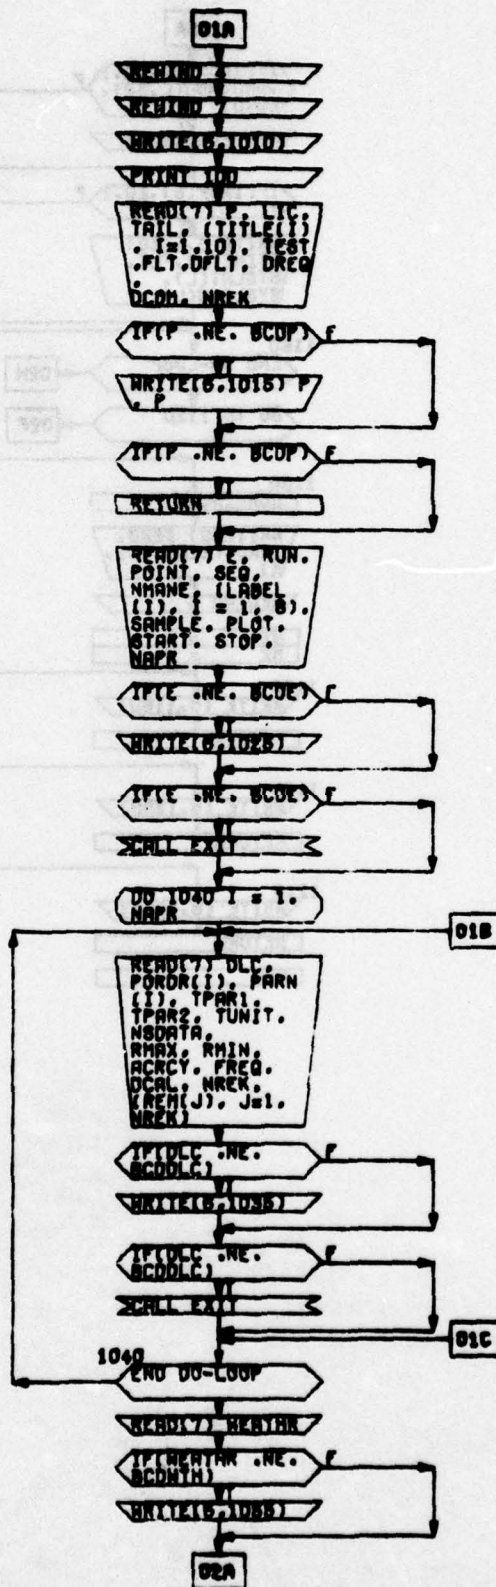 01A
REWIND 4
REWIND 7
WRITE(6,1010)
PRINT 100
READ(7) P, LIC,
TAIL, (TITLE(I)
, I=1,10), TEST
,FLT,DFLT, DREQ
,
DCOM, NREK
IF(P .NE. BCDP) F
T
WRITE(6,1015) P
, P
IF(P .NE. BCDP) F
T
RETURN
READ(7) E, RUN,
POINT, SEQ,
NMANE, (LABEL
(I), I = 1, 8),
SAMPLE, PLOT,
START, STOP,
NAPR
IF(E .NE. BCDE) F
T
WRITE(6,1025)
IF(E .NE. BCDE) F
T
CALL EXIT
DO 1040 I = 1,
NAPR
01B
READ(7) DLC,
PORDR(I), PARN
(I), TPAR1,
TPAR2, TUNIT,
NSDATA,
RMAX, RMIN,
ACRCY, FREQ,
DCAL, NREK,
(REM(J), J=1,
NREK)
IF(DLC .NE. F
BCDDLC)
T
WRITE(6,1035)
IF(DLC .NE. F
BCDDLC)
T
CALL EXIT
01C
1040
END DO-LOOP
READ(7) WEATHR
IF(WEATHR .NE. F
BCDWTH)
T
WRITE(6,1055)
02A